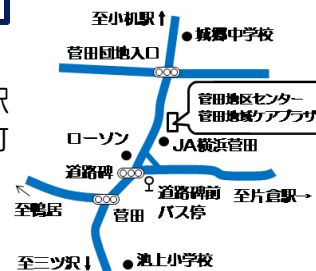 至小机駅↑
城郷中学校
菅田団地入口
駅
町
菅田地区センター
菅田地域ケアプラザ
ローソン
JA横浜菅田
道路碑
道路碑前
バス停
至片倉駅→
至鴨居
菅田
至三ツ沢↓
池上小学校